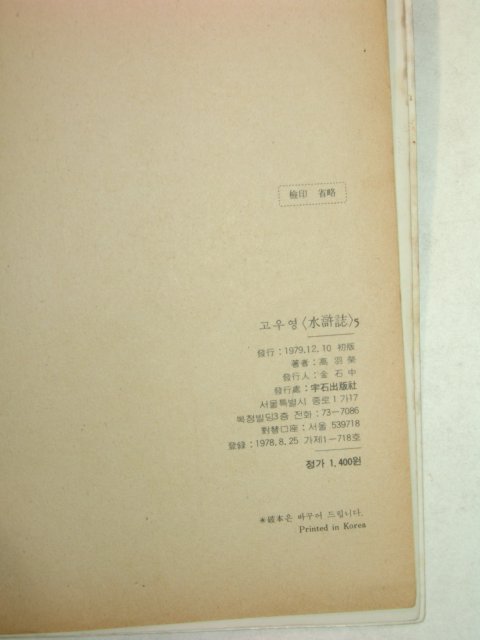 檢印 省略
고우영〈水滸誌〉5
發行 : 1979.12.10 初版
著者 : 高羽榮
發行人 : 金石中
發行處 : 宇石出版社
서울특별시 종로1가17
복청빌딩3층 전화 : 73-7086
對替口座 : 서울 539718
登錄 : 1978.8.25 가제1-718호
정가 1,400원
*破本은 바꾸어 드립니다.
Printed in Korea